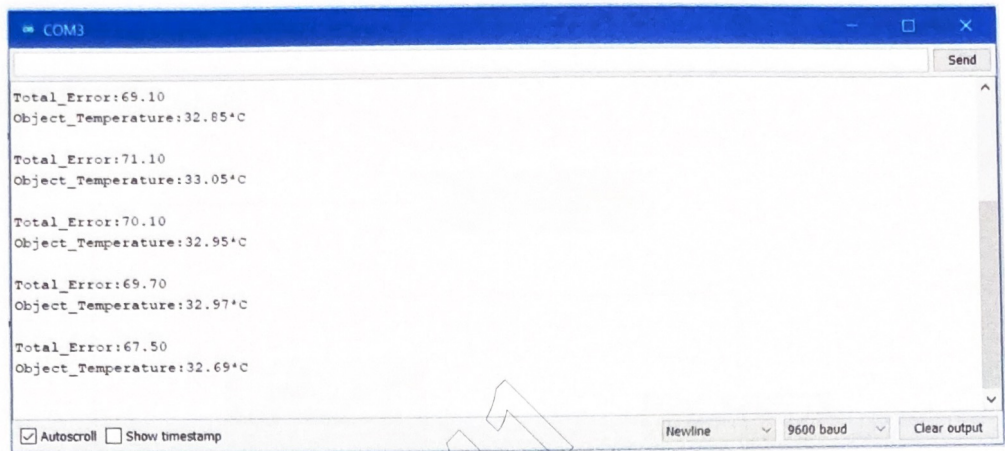 COM3
Send
Total_Error:69.10
Object_Temperature:32.85*C
Total_Error:71.10
Object_Temperature:33.05*C
Total_Error:70.10
Object_Temperature:32.95*C
Total_Error:69.70
Object_Temperature:32.97*C
Total_Error:67.50
Object_Temperature:32.69*C
Autoscroll Show timestamp Newline 9600 baud Clear output